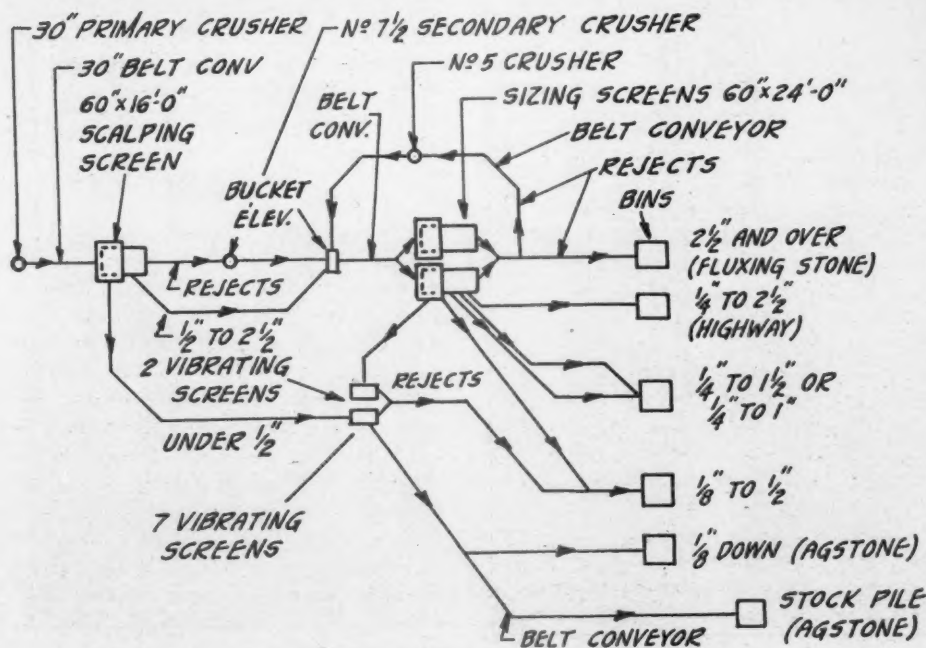 30" PRIMARY CRUSHER
Nº 7½ SECONDARY CRUSHER
30" BELT CONV
Nº 5 CRUSHER
60"x16'-0"
SCALPING
SCREEN
BELT
CONV.
SIZING SCREENS 60"x24'-0"
BELT CONVEYOR
REJECTS
BUCKET
ELEV.
BINS
2½" AND OVER
(FLUXING STONE)
REJECTS
¼" TO 2½"
(HIGHWAY)
½" TO 2½"
2 VIBRATING
SCREENS
REJECTS
¼" TO 1½" OR
¼" TO 1"
UNDER ½"
⅛" TO ½"
7 VIBRATING
SCREENS
⅛" DOWN (AGSTONE)
STOCK PILE
(AGSTONE)
BELT CONVEYOR